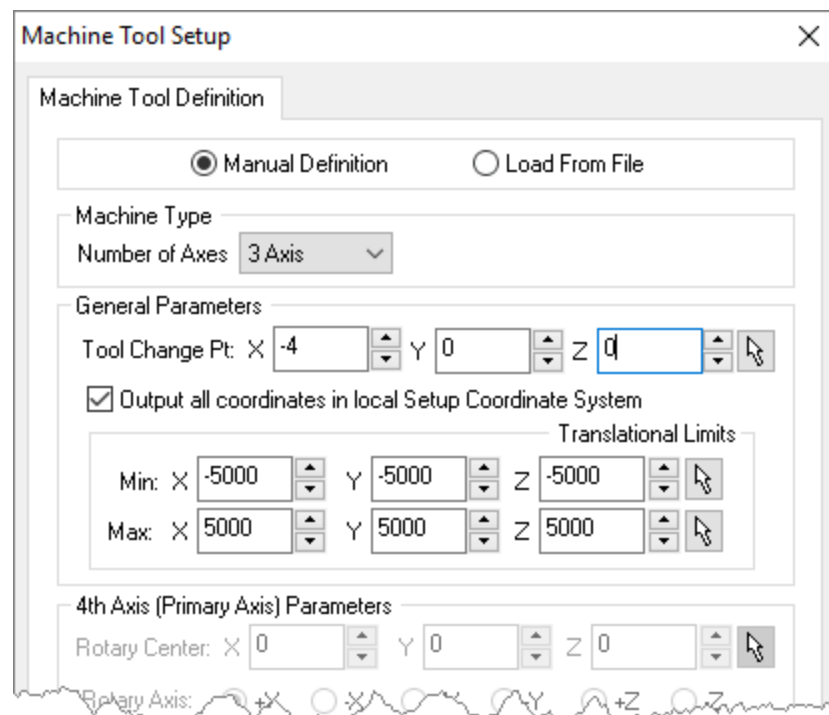 Machine Tool Setup
Machine Tool Definition
Manual Definition Load From File
Machine Type
Number of Axes 3 Axis
General Parameters
Tool Change Pt: X -4 Y 0 Z 0
Output all coordinates in local Setup Coordinate System
Translational Limits
Min: X -5000 Y -5000 Z -5000
Max: X 5000 Y 5000 Z 5000
4th Axis (Primary Axis) Parameters
Rotary Center: X 0 Y 0 Z 0
Rotary Axis: +X -X -Y +Z -Z